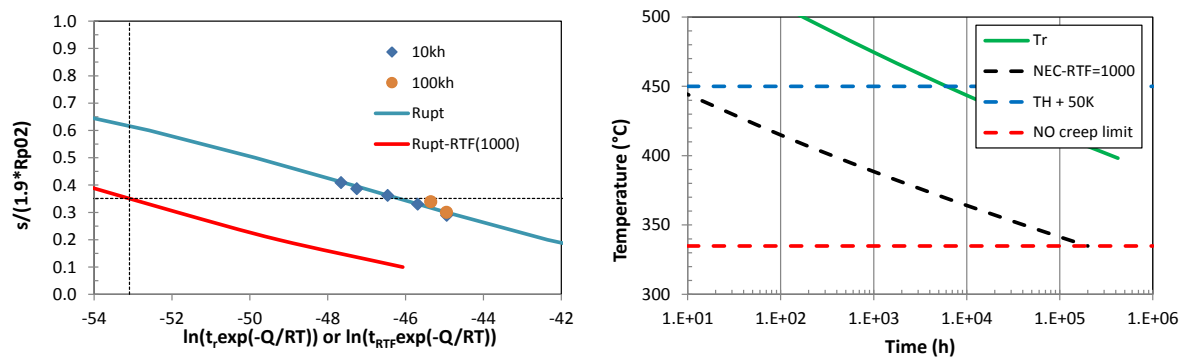 1.0
0.9
0.8
0.7
0.6
0.5
0.4
0.3
0.2
0.1
0.0
s/(1.9*Rp02)
10kh
100kh
Rupt
Rupt-RTF(1000)
-54 -52 -50 -48 -46 -44 -42
ln(trexp(-Q/RT)) or ln(tRTFexp(-Q/RT))
500
450
400
350
300
Temperature (°C)
Tr
NEC-RTF=1000
TH + 50K
NO creep limit
1.E+01 1.E+02 1.E+03 1.E+04 1.E+05 1.E+06
Time (h)